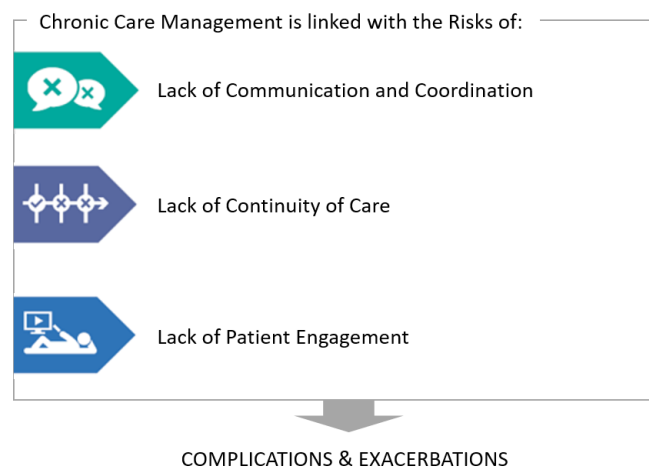 Chronic Care Management is linked with the Risks of:
Lack of Communication and Coordination
Lack of Continuity of Care
Lack of Patient Engagement
COMPLICATIONS & EXACERBATIONS